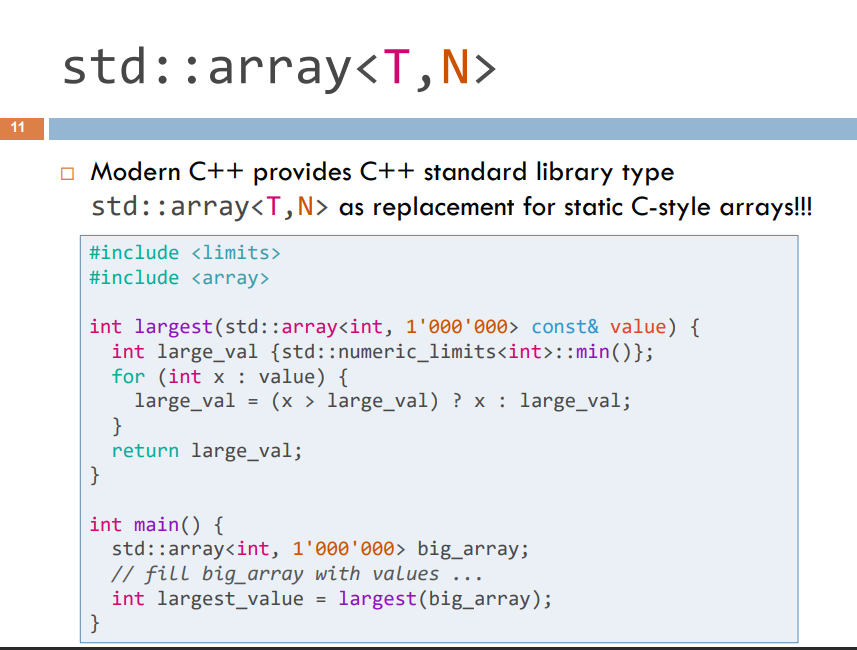 std::array<T,N>
11
Modern C++ provides C++ standard library type
std::array<T,N> as replacement for static C-style arrays!!!
#include <limits>
#include <array>
int largest(std::array<int, 1'000'000> const& value) {
int large_val {std::numeric_limits<int>::min()};
for (int x : value) {
large_val = (x > large_val) ? x : large_val;
}
return large_val;
}
int main() {
std::array<int, 1'000'000> big_array;
// fill big_array with values ...
int largest_value = largest(big_array);
}